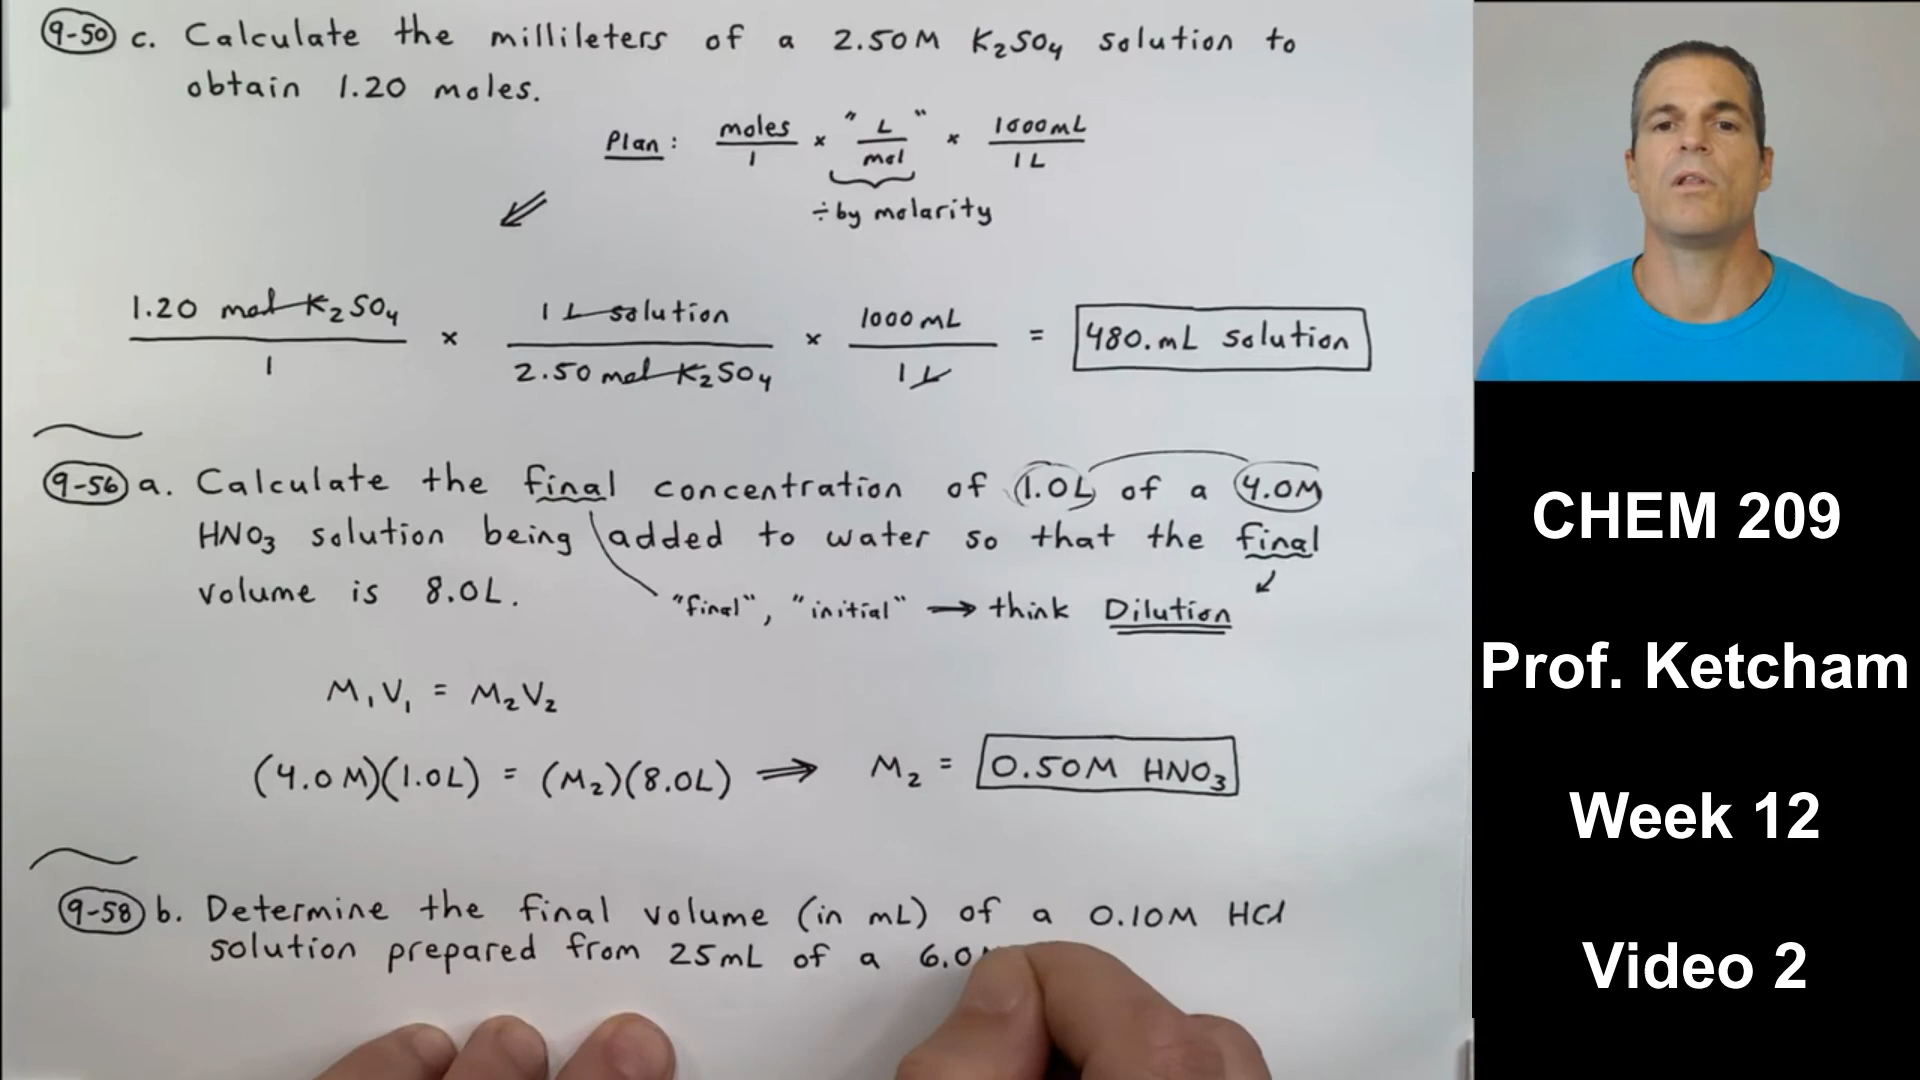 9-50 c. Calculate the millileters of a 2.50M K₂SO₄ solution to
obtain 1.20 moles.
Plan: moles/1 × "L/mol" × 1000mL/1L
÷ by molarity
1.20 mol K₂SO₄/1 × 1 L solution/2.50 mol K₂SO₄ × 1000 mL/1 L = 480. mL solution
9-56 a. Calculate the final concentration of 1.0L of a 4.0M
HNO₃ solution being added to water so that the final
volume is 8.0L.
"final", "initial" → think Dilution
M₁V₁ = M₂V₂
(4.0 M)(1.0L) = (M₂)(8.0L) ⟹ M₂ = 0.50M HNO₃
9-58 b. Determine the final volume (in mL) of a 0.10M HCl
solution prepared from 25mL of a 6.0
CHEM 209
Prof. Ketcham
Week 12
Video 2